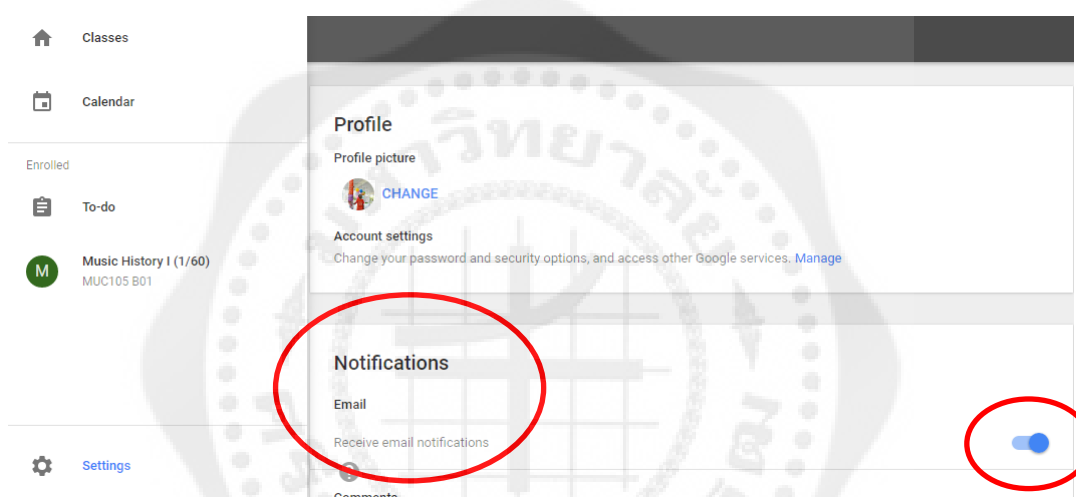 Classes
Calendar
Enrolled
To-do
M
Music History I (1/60)
MUC105 B01
Settings
Profile
Profile picture
CHANGE
Account settings
Change your password and security options, and access other Google services. Manage
Notifications
Email
Receive email notifications
Comments